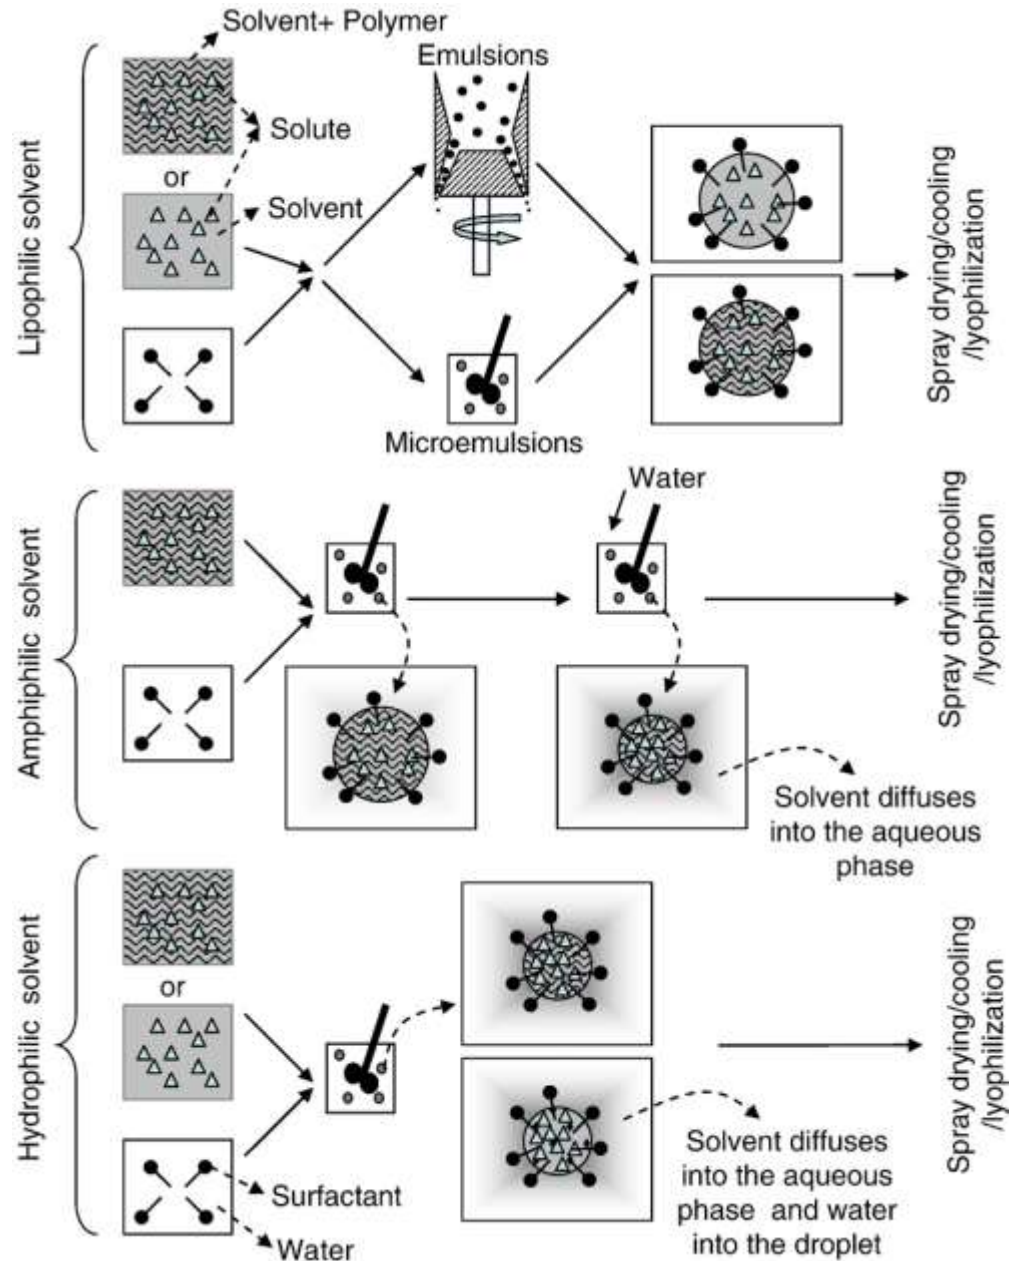 Solvent+ Polymer
Emulsions
Solute
or
Solvent
Lipophilic solvent
Microemulsions
Spray drying/cooling
/lyophilization
Water
Amphiphilic solvent
Spray drying/cooling
/lyophilization
Solvent diffuses
into the aqueous
phase
or
Hydrophilic solvent
Surfactant
Water
Solvent diffuses
into the aqueous
phase and water
into the droplet
Spray drying/cooling
/lyophilization